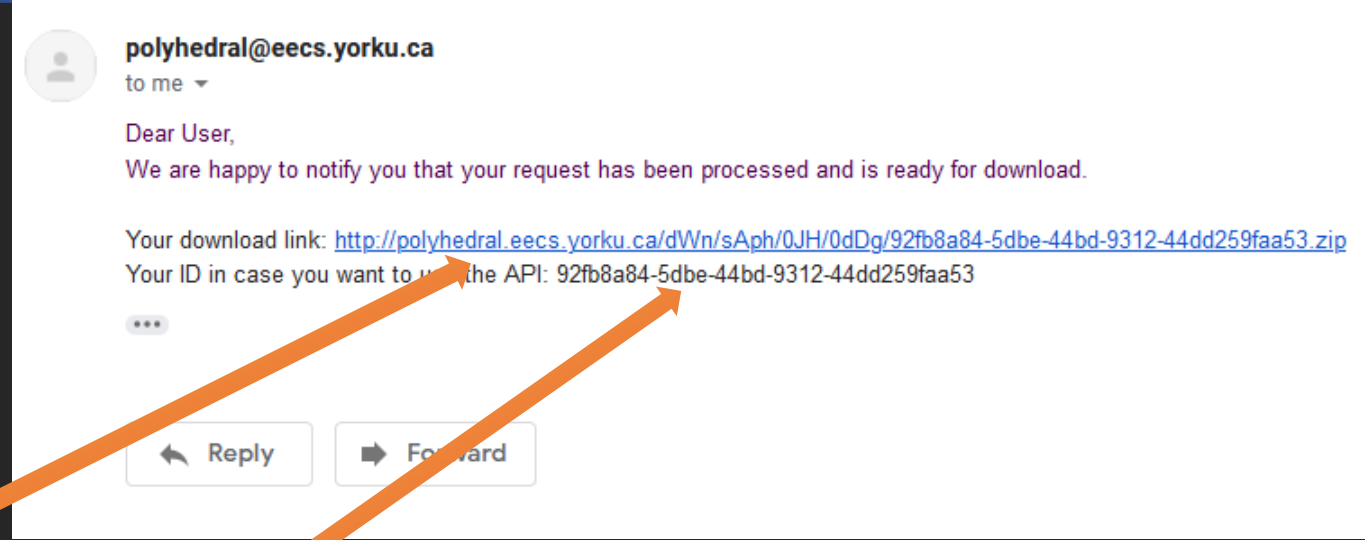 polyhedral@eecs.yorku.ca
to me
Dear User,
We are happy to notify you that your request has been processed and is ready for download.
Your download link: http://polyhedral.eecs.yorku.ca/dWn/sAph/0JH/0dDg/92fb8a84-5dbe-44bd-9312-44dd259faa53.zip
Your ID in case you want to the API: 92fb8a84-5dbe-44bd-9312-44dd259faa53
Reply
Forward